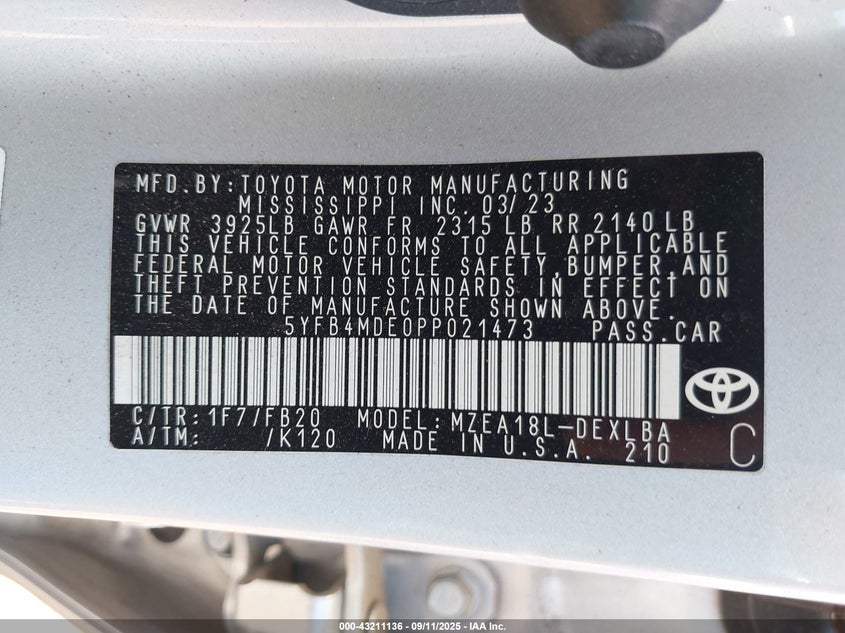 MFD.BY:TOYOTA MOTOR MANUFACTURING
MISSISSIPPI INC. 03/23
GVWR 3925LB GAWR FR 2315 LB RR 2140 LB
THIS VEHICLE CONFORMS TO ALL APPLICABLE
FEDERAL MOTOR VEHICLE SAFETY,BUMPER,AND
THEFT PREVENTION STANDARDS IN EFFECT ON
THE DATE OF MANUFACTURE SHOWN ABOVE.
5YFB4MDE0PP021473 PASS.CAR
C/TR:1F7/FB20 MODEL:MZEA18L-DEXLBA
A/TM: /K120 MADE IN U.S.A. 210
C
000-43211136 - 09/11/2025 - IAA Inc.